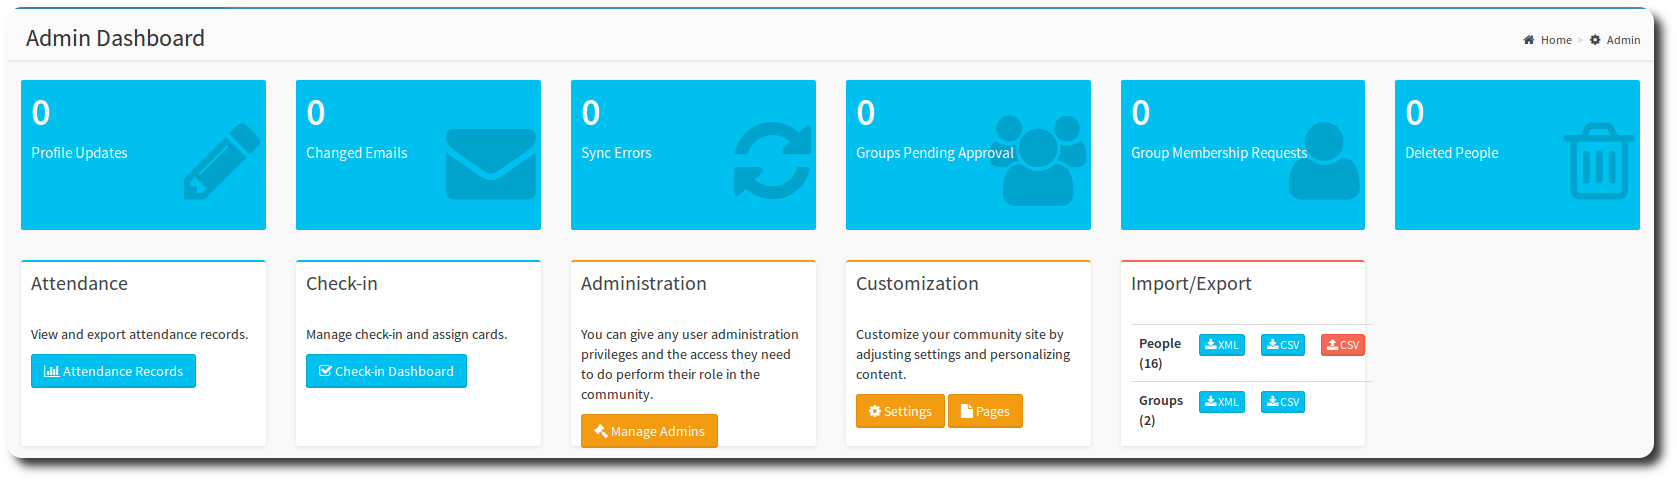 Admin Dashboard
Home > Admin
0
Profile Updates
0
Changed Emails
0
Sync Errors
0
Groups Pending Approval
0
Group Membership Requests
0
Deleted People
Attendance
View and export attendance records.
Attendance Records
Check-in
Manage check-in and assign cards.
Check-in Dashboard
Administration
You can give any user administration
privileges and the access they need
to do perform their role in the
community.
Manage Admins
Customization
Customize your community site by
adjusting settings and personalizing
content.
Settings Pages
Import/Export
People XML CSV CSV
(16)
Groups XML CSV
(2)